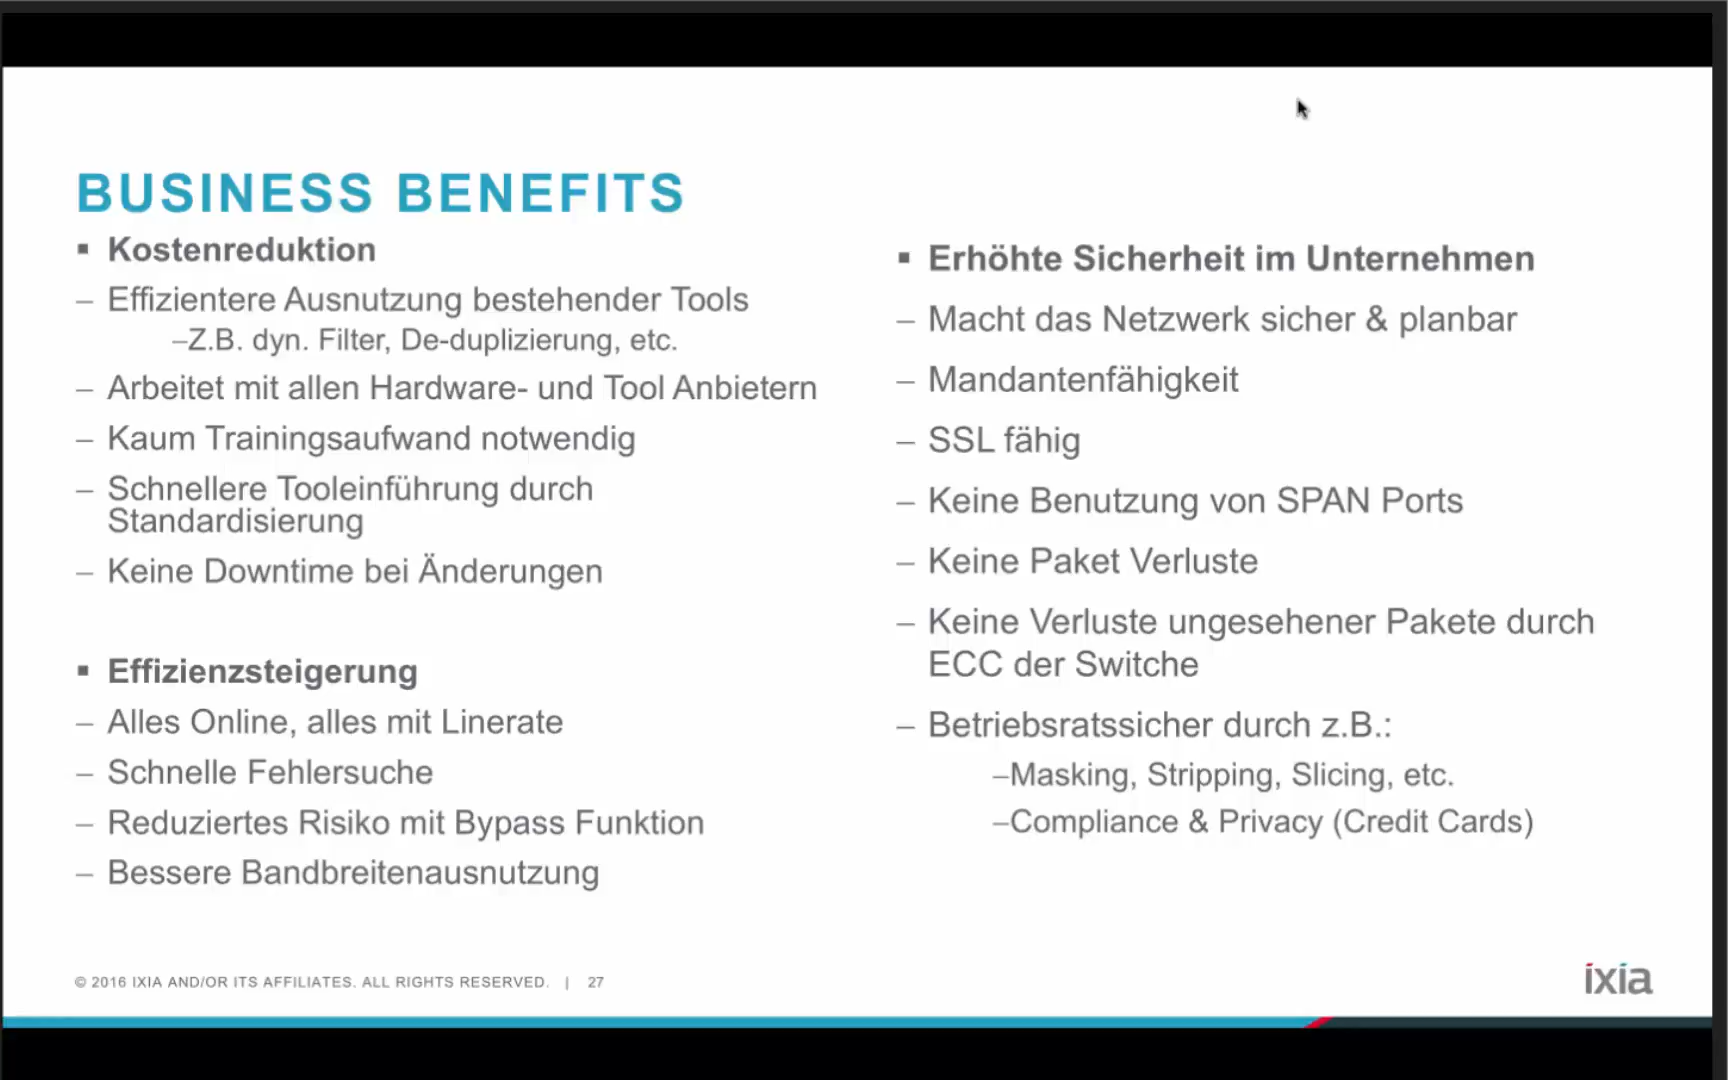 BUSINESS BENEFITS
▪ Kostenreduktion
– Effizientere Ausnutzung bestehender Tools
–Z.B. dyn. Filter, De-duplizierung, etc.
– Arbeitet mit allen Hardware- und Tool Anbietern
– Kaum Trainingsaufwand notwendig
– Schnellere Tooleinführung durch
Standardisierung
– Keine Downtime bei Änderungen
▪ Effizienzsteigerung
– Alles Online, alles mit Linerate
– Schnelle Fehlersuche
– Reduziertes Risiko mit Bypass Funktion
– Bessere Bandbreitenausnutzung
▪ Erhöhte Sicherheit im Unternehmen
– Macht das Netzwerk sicher & planbar
– Mandantenfähigkeit
– SSL fähig
– Keine Benutzung von SPAN Ports
– Keine Paket Verluste
– Keine Verluste ungesehener Pakete durch
ECC der Switche
– Betriebsratssicher durch z.B.:
–Masking, Stripping, Slicing, etc.
–Compliance & Privacy (Credit Cards)
© 2016 IXIA AND/OR ITS AFFILIATES. ALL RIGHTS RESERVED. | 27
ixia